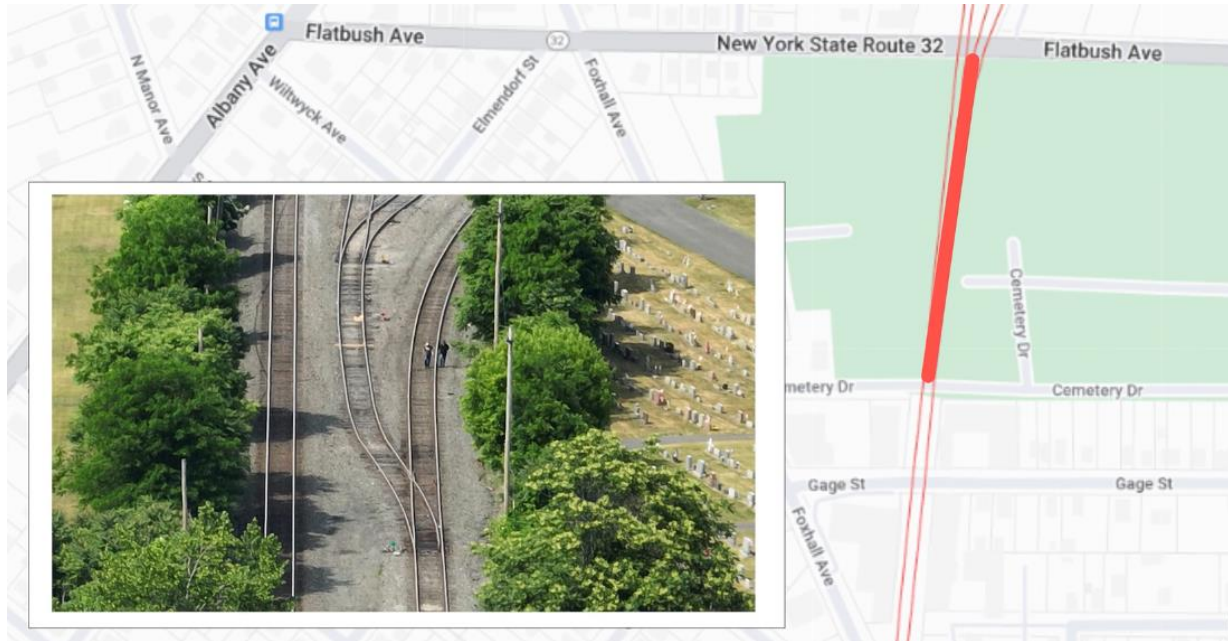 Flatbush Ave
32
New York State Route 32
Flatbush Ave
N Manor Ave
Albany Ave
Wiltwyck Ave
Elmendorf St
Foxhall Ave
Cemetery Dr
metery Dr
Cemetery Dr
Gage St
Gage St
Foxhall Ave